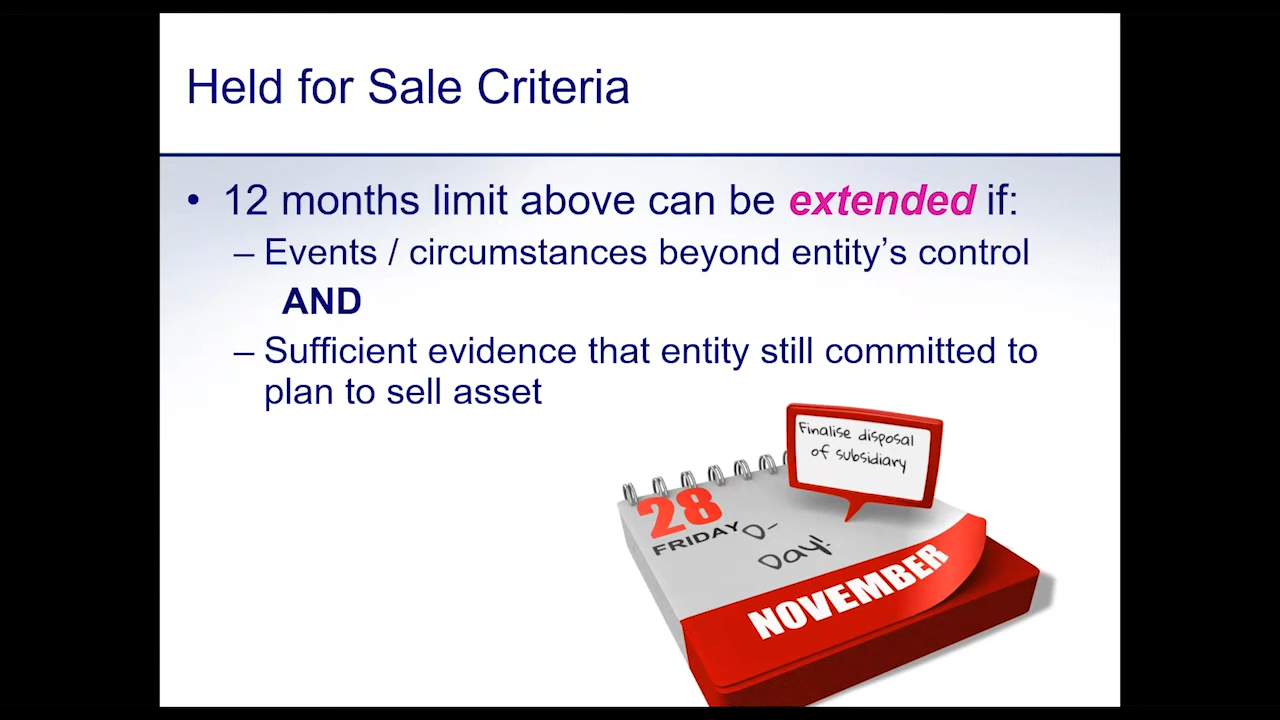 Held for Sale Criteria
• 12 months limit above can be extended if:
– Events / circumstances beyond entity’s control
AND
– Sufficient evidence that entity still committed to
plan to sell asset
Finalise disposal
of subsidiary
28
FRIDAY
D-
Day!
NOVEMBER